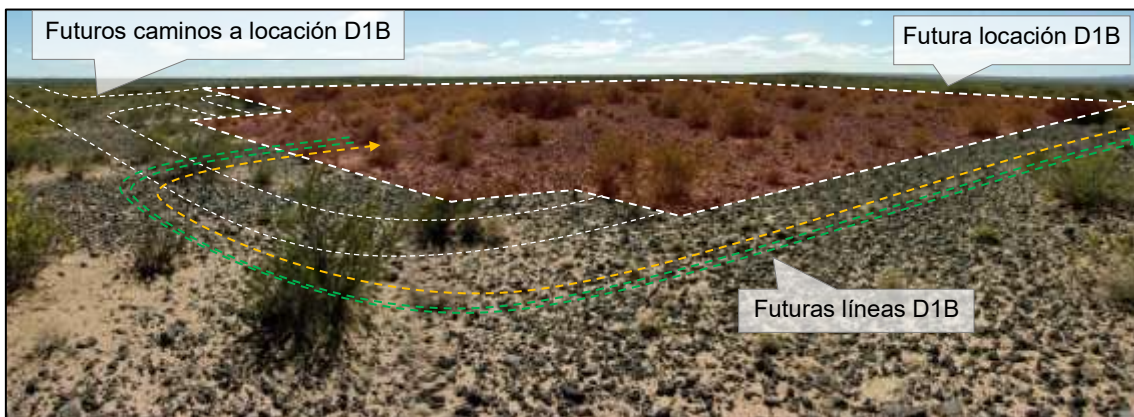 Futuros caminos a locación D1B
Futura locación D1B
Futuras líneas D1B